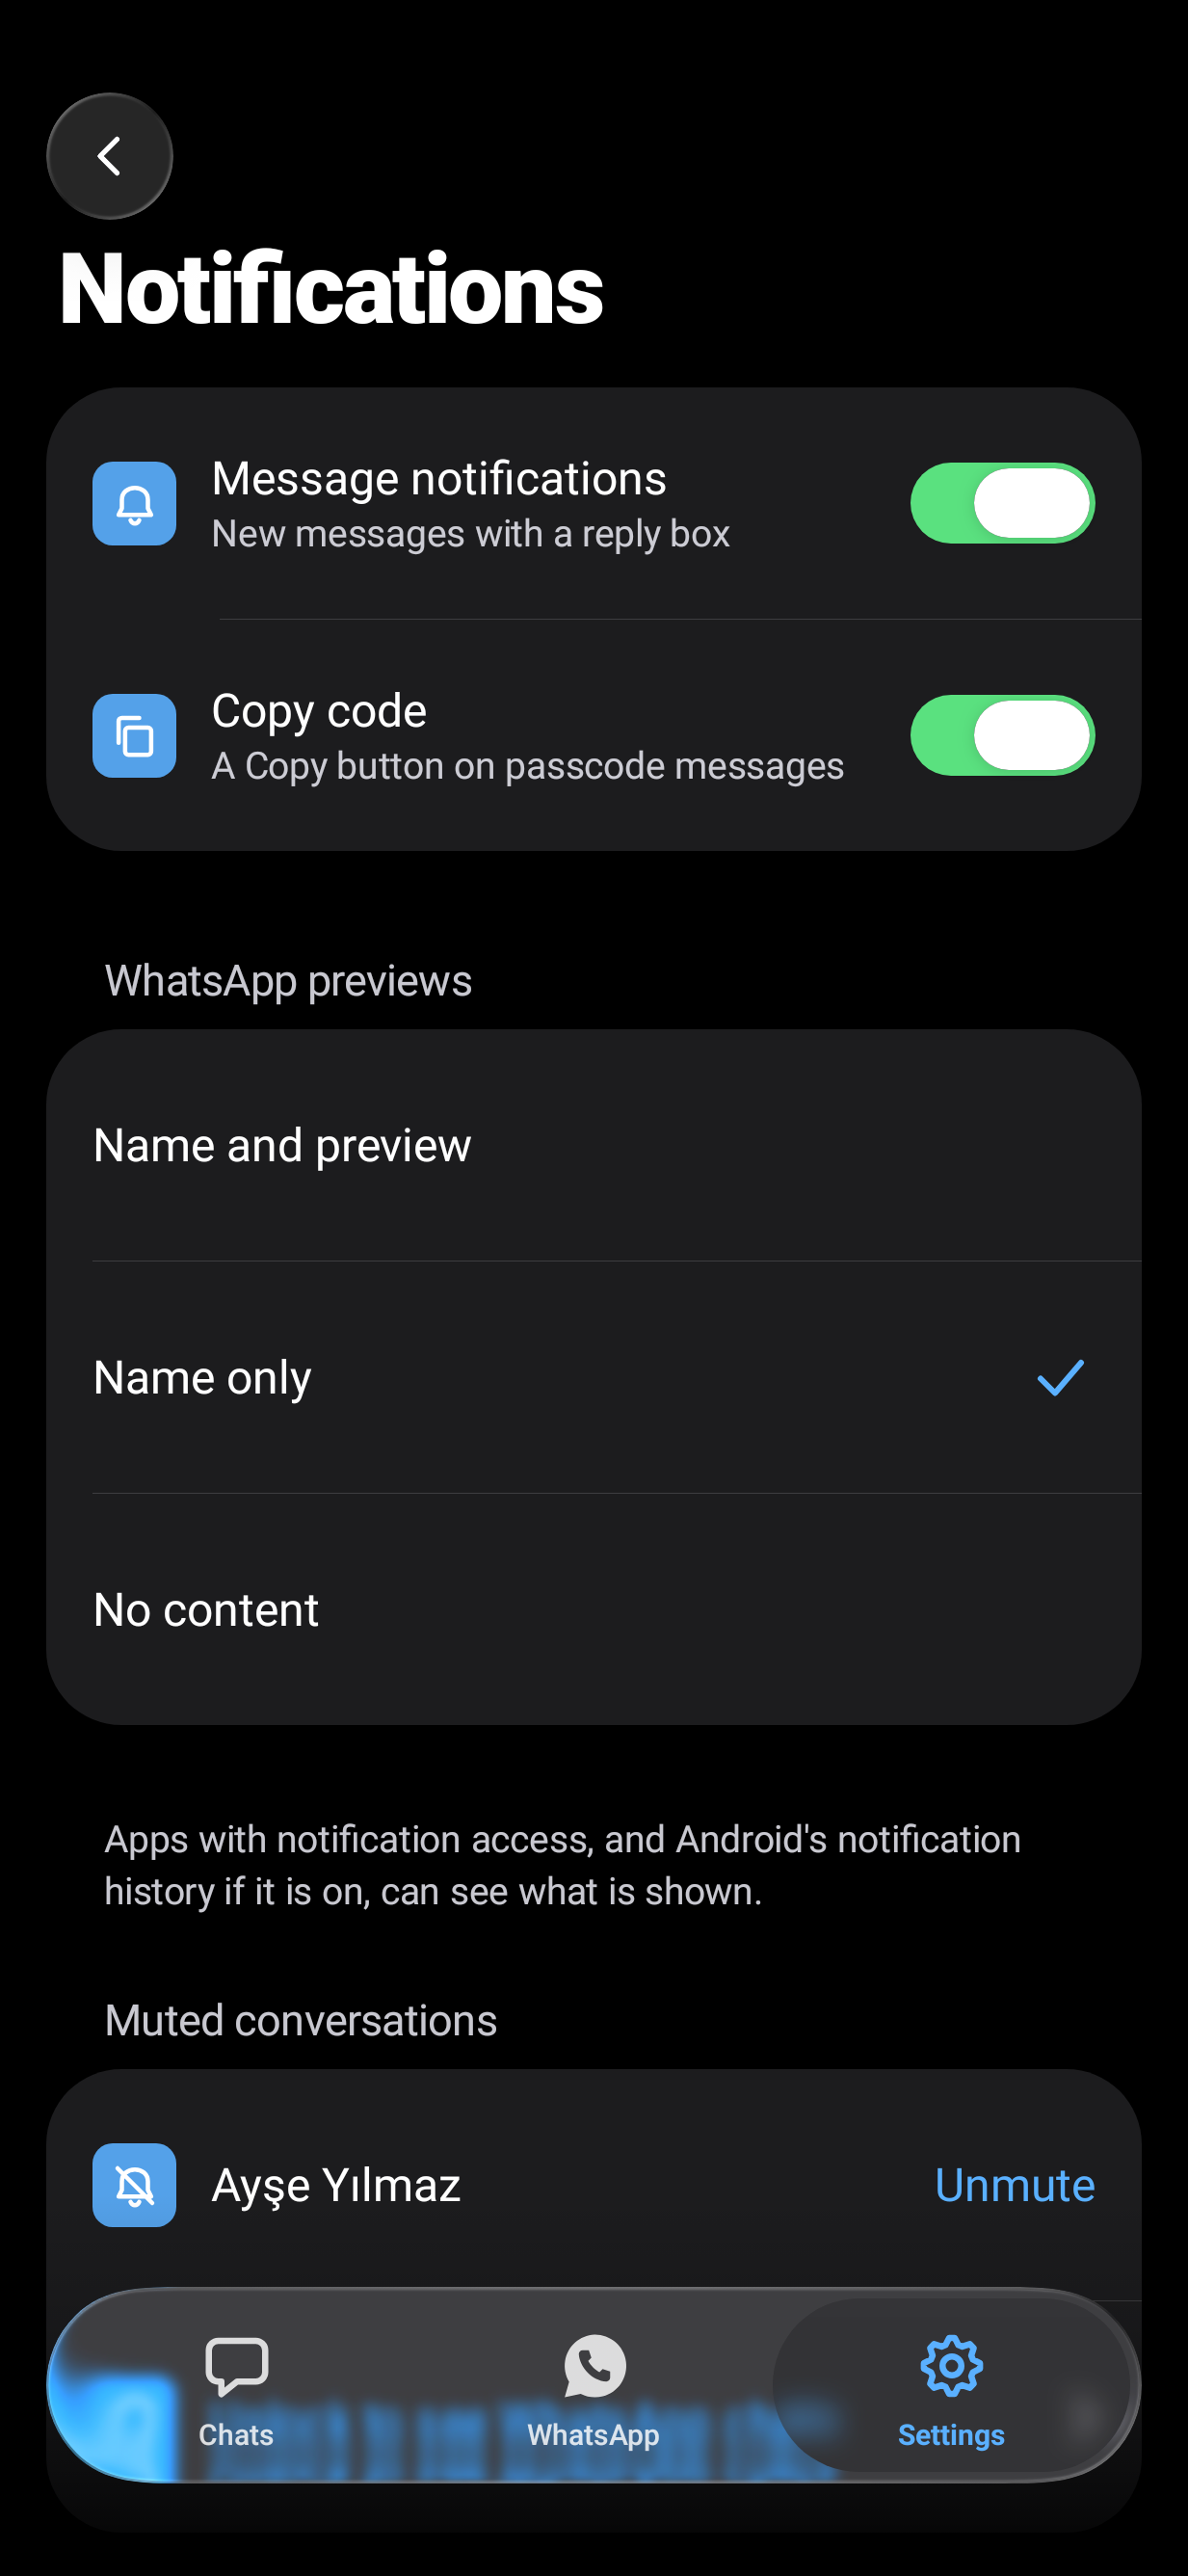 Notifications
Message notifications
New messages with a reply box
Copy code
A Copy button on passcode messages
WhatsApp previews
Name and preview
Name only
No content
Apps with notification access, and Android's notification
history if it is on, can see what is shown.
Muted conversations
Ayşe Yılmaz
Unmute
Chats
WhatsApp
Settings